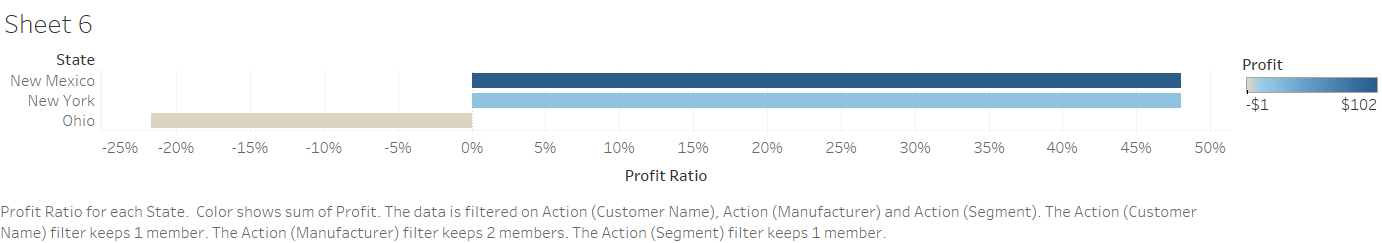 Sheet 6
State
New Mexico
New York
Ohio
-25% -20% -15% -10% -5% 0% 5% 10% 15% 20% 25% 30% 35% 40% 45% 50%
Profit Ratio
Profit
-$1 $102
Profit Ratio for each State. Color shows sum of Profit. The data is filtered on Action (Customer Name), Action (Manufacturer) and Action (Segment). The Action (Customer
Name) filter keeps 1 member. The Action (Manufacturer) filter keeps 2 members. The Action (Segment) filter keeps 1 member.